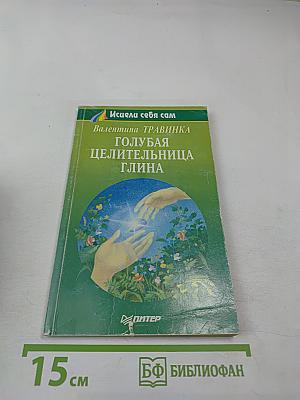 Исцели себя сам
Валентина ТРАВИНКА
ГОЛУБАЯ
ЦЕЛИТЕЛЬНИЦА
ГЛИНА
ПИТЕР
15 см
БФ БИБЛИОФАН